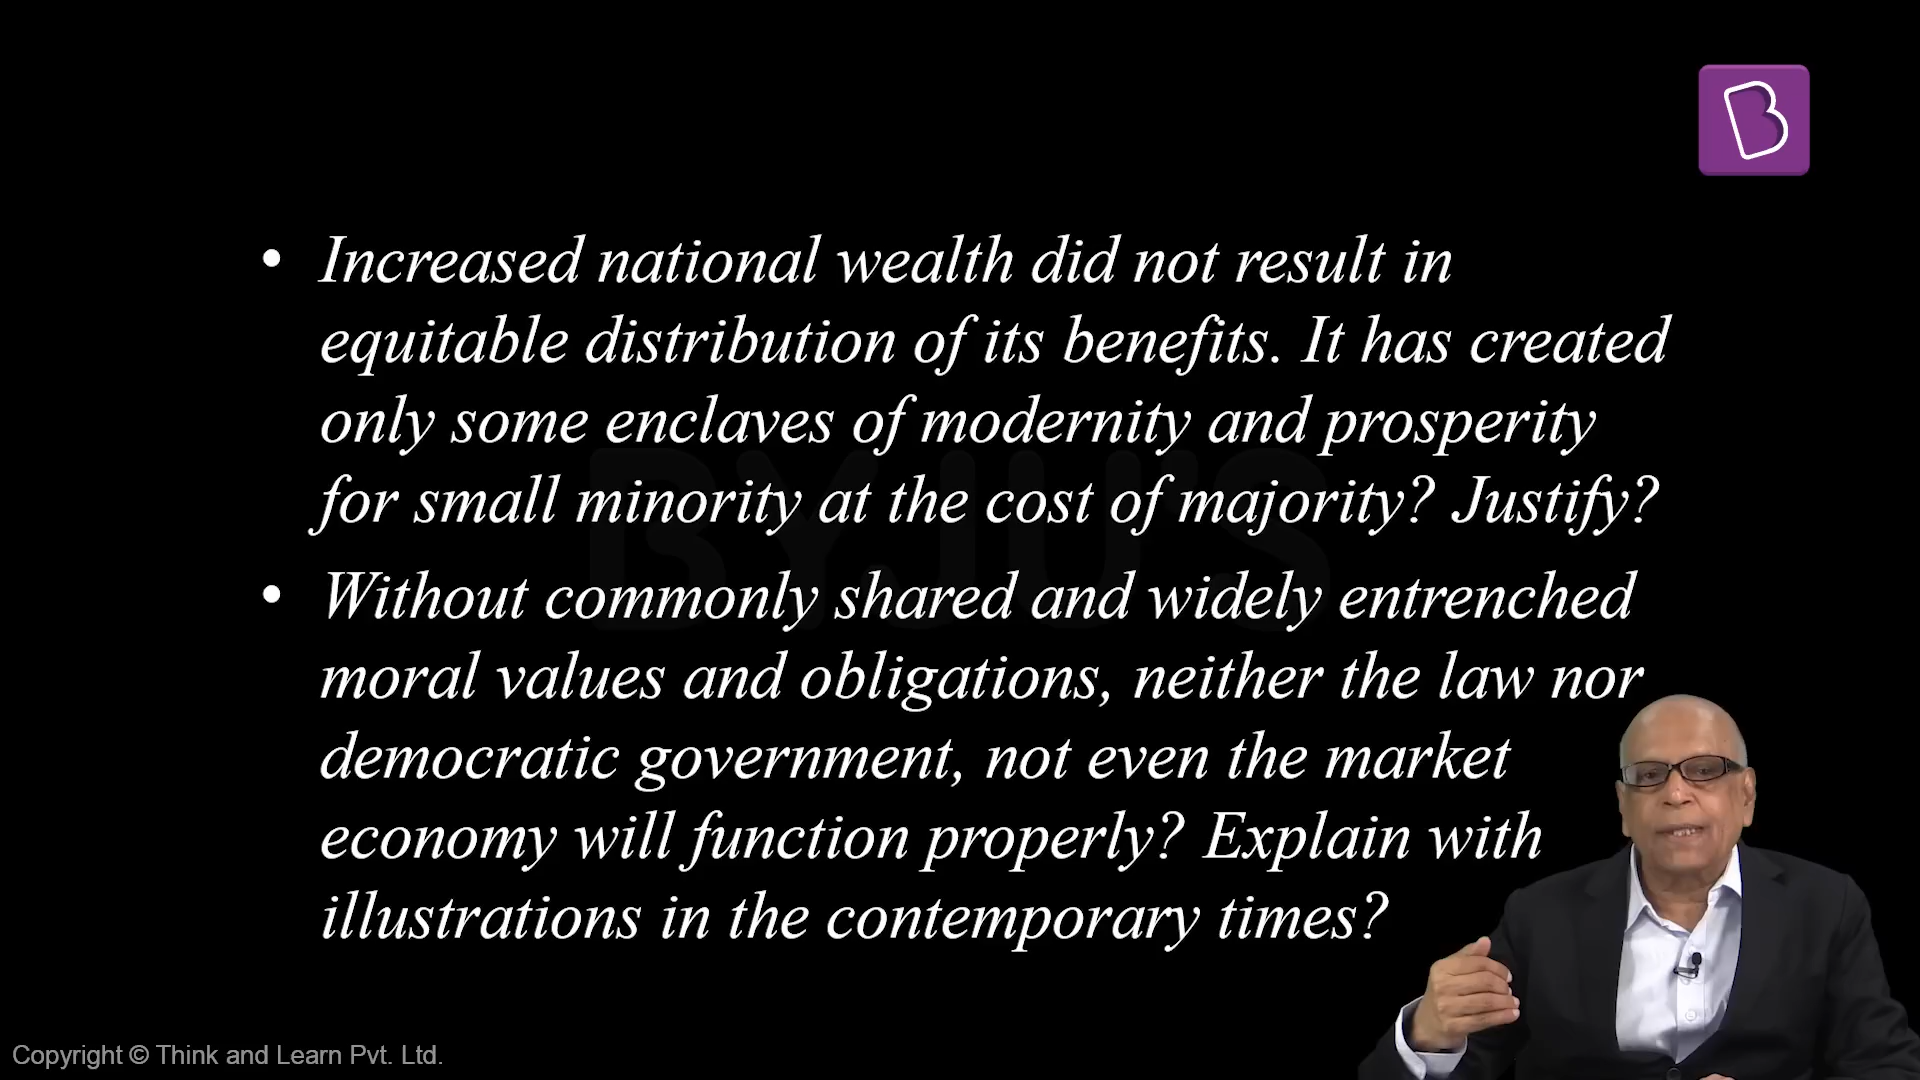 • Increased national wealth did not result in
equitable distribution of its benefits. It has created
only some enclaves of modernity and prosperity
for small minority at the cost of majority? Justify?
• Without commonly shared and widely entrenched
moral values and obligations, neither the law nor
democratic government, not even the market
economy will function properly? Explain with
illustrations in the contemporary times?
BYJU'S
Copyright © Think and Learn Pvt. Ltd.